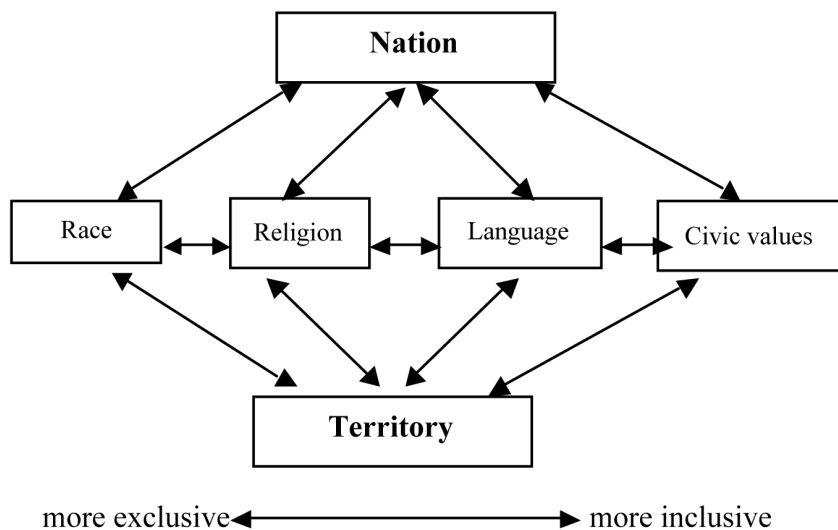 Nation
Race
Religion
Language
Civic values
Territory
more exclusive
more inclusive